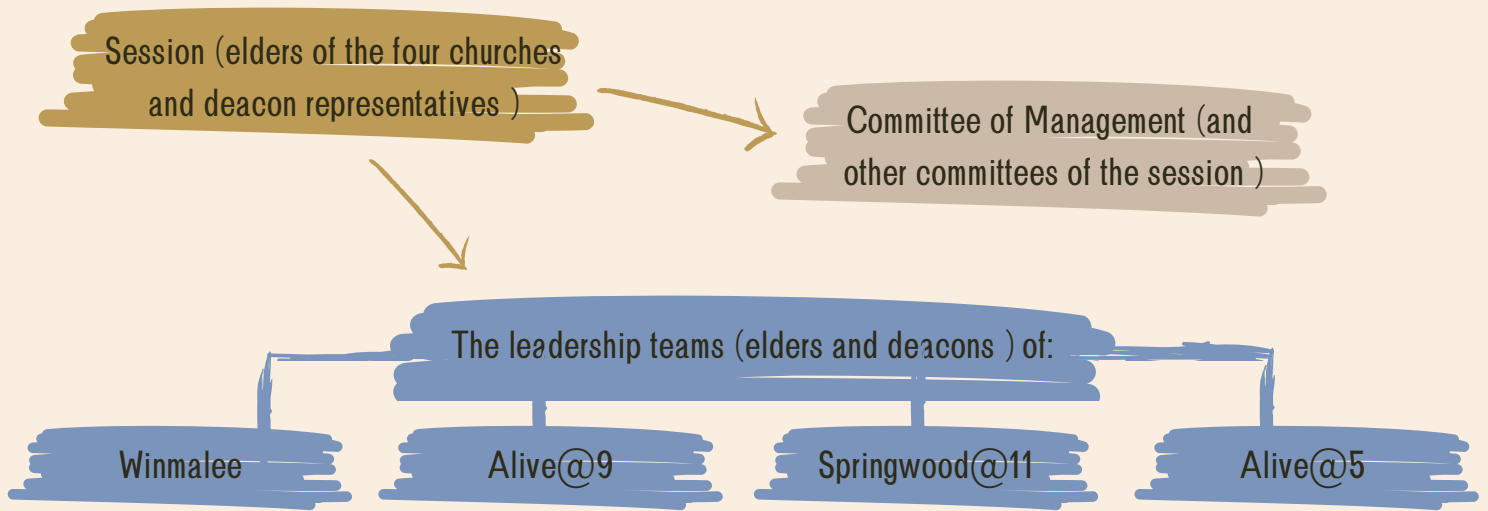 Session (elders of the four churches
and deacon representatives )
Committee of Management (and
other committees of the session )
The leadership teams (elders and deacons ) of:
Winmalee
Alive@9
Springwood@11
Alive@5